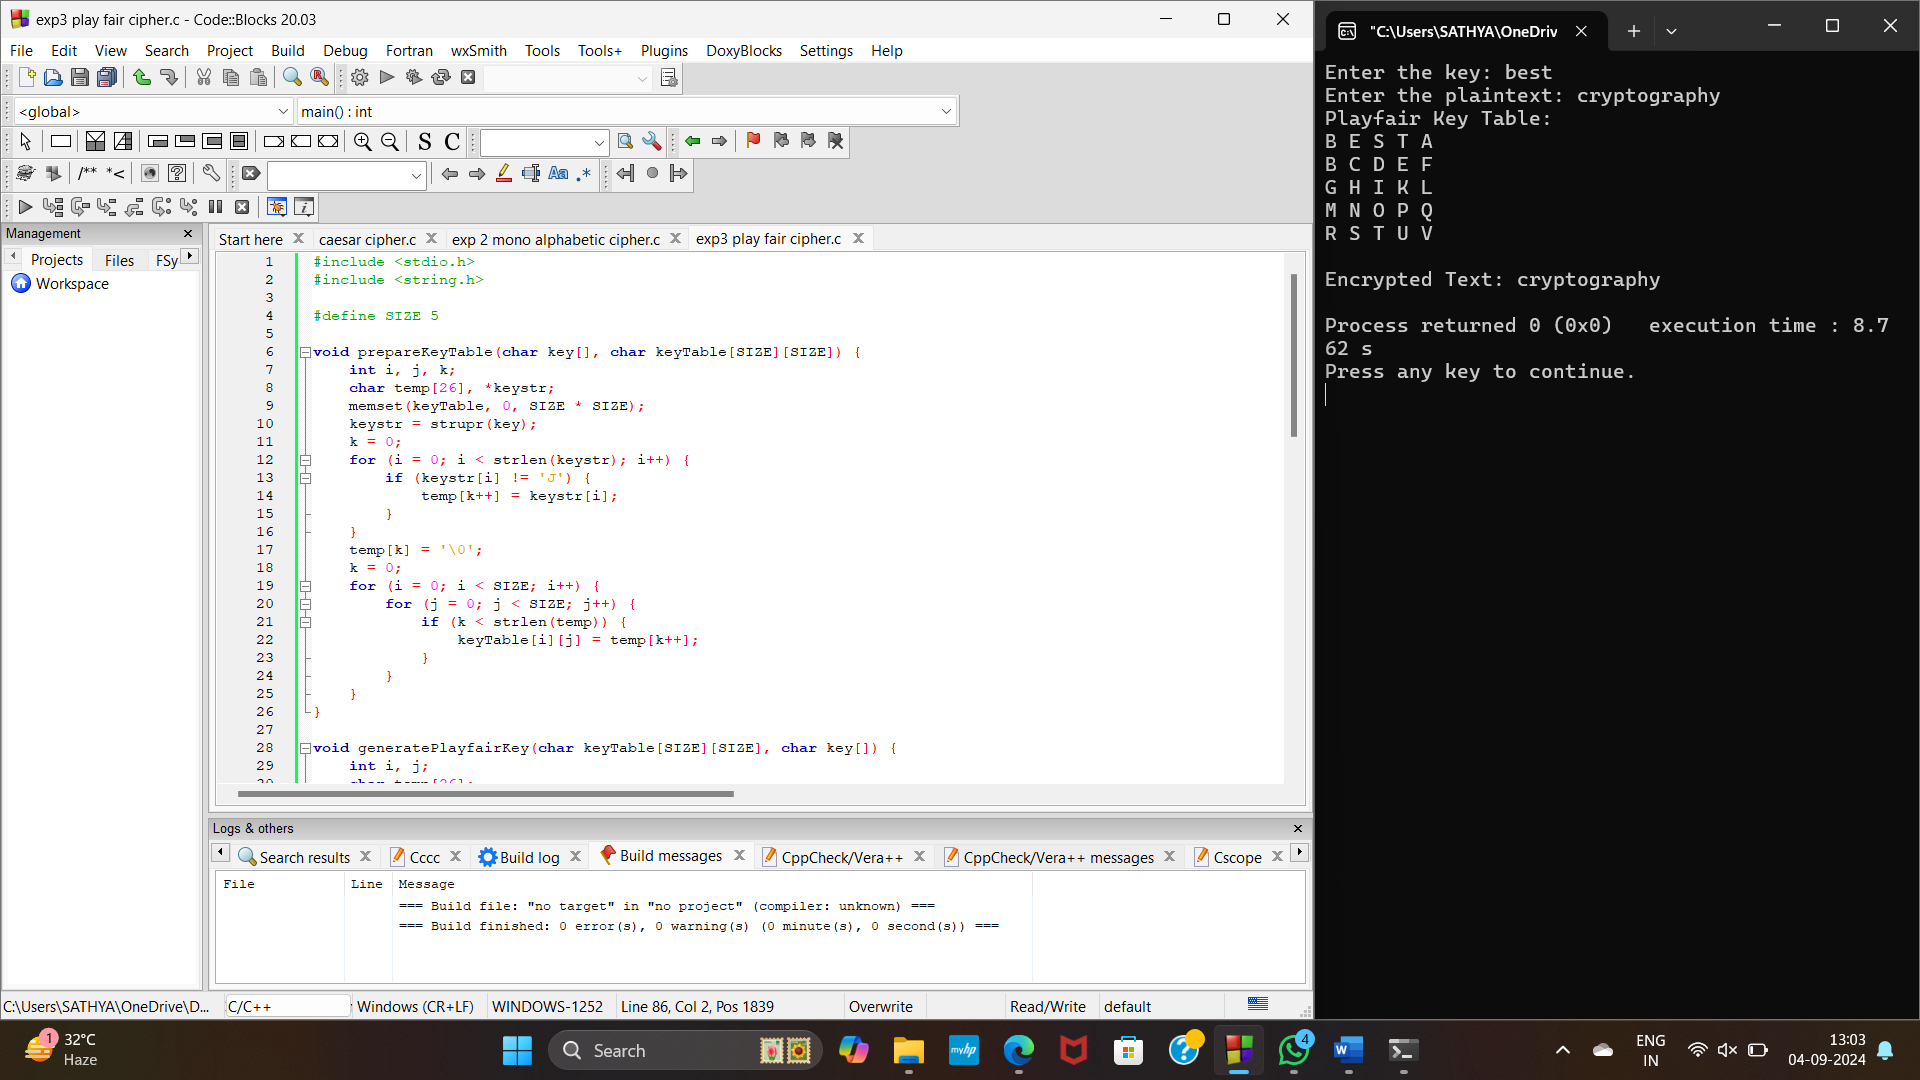 exp3 play fair cipher.c - Code::Blocks 20.03
File Edit View Search Project Build Debug Fortran wxSmith Tools Tools+ Plugins DoxyBlocks Settings Help
<global> main() : int
S C
/** *<
Aa .*
Management
Projects Files FSy
Workspace
Start here caesar cipher.c exp 2 mono alphabetic cipher.c exp3 play fair cipher.c
1 #include <stdio.h>
2 #include <string.h>
3
4 #define SIZE 5
5
6 void prepareKeyTable(char key[], char keyTable[SIZE][SIZE]) {
7 int i, j, k;
8 char temp[26], *keystr;
9 memset(keyTable, 0, SIZE * SIZE);
10 keystr = strupr(key);
11 k = 0;
12 for (i = 0; i < strlen(keystr); i++) {
13 if (keystr[i] != 'J') {
14 temp[k++] = keystr[i];
15 }
16 }
17 temp[k] = '\0';
18 k = 0;
19 for (i = 0; i < SIZE; i++) {
20 for (j = 0; j < SIZE; j++) {
21 if (k < strlen(temp)) {
22 keyTable[i][j] = temp[k++];
23 }
24 }
25 }
26 }
27
28 void generatePlayfairKey(char keyTable[SIZE][SIZE], char key[]) {
29 int i, j;
30 char temp[26];
Logs & others
Search results Cccc Build log Build messages CppCheck/Vera++ CppCheck/Vera++ messages Cscope
File Line Message
=== Build file: "no target" in "no project" (compiler: unknown) ===
=== Build finished: 0 error(s), 0 warning(s) (0 minute(s), 0 second(s)) ===
C:\Users\SATHYA\OneDrive\D... C/C++ Windows (CR+LF) WINDOWS-1252 Line 86, Col 2, Pos 1839 Overwrite Read/Write default
"C:\Users\SATHYA\OneDriv
Enter the key: best
Enter the plaintext: cryptography
Playfair Key Table:
B E S T A
B C D E F
G H I K L
M N O P Q
R S T U V
Encrypted Text: cryptography
Process returned 0 (0x0) execution time : 8.7
62 s
Press any key to continue.
1 32°C
Haze
Search
myhp
4
ENG
IN
13:03
04-09-2024